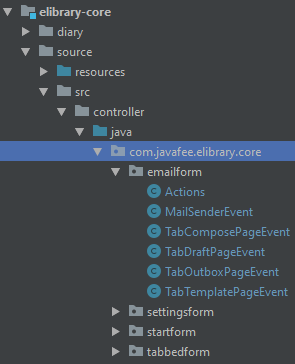 elibrary-core
diary
source
resources
src
controller
java
com.javafee.elibrary.core
emailform
Actions
MailSenderEvent
TabComposePageEvent
TabDraftPageEvent
TabOutboxPageEvent
TabTemplatePageEvent
settingsform
startform
tabbedform